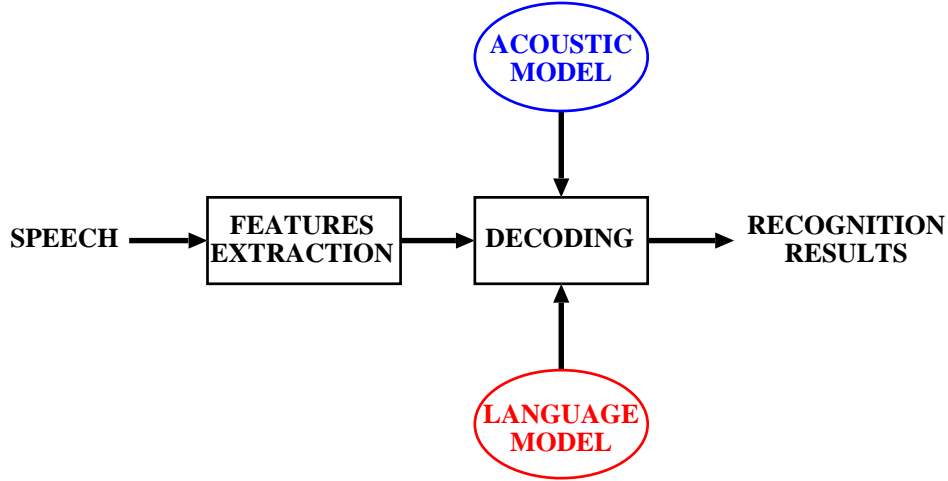 ACOUSTIC
MODEL
SPEECH
FEATURES
EXTRACTION
DECODING
RECOGNITION
RESULTS
LANGUAGE
MODEL